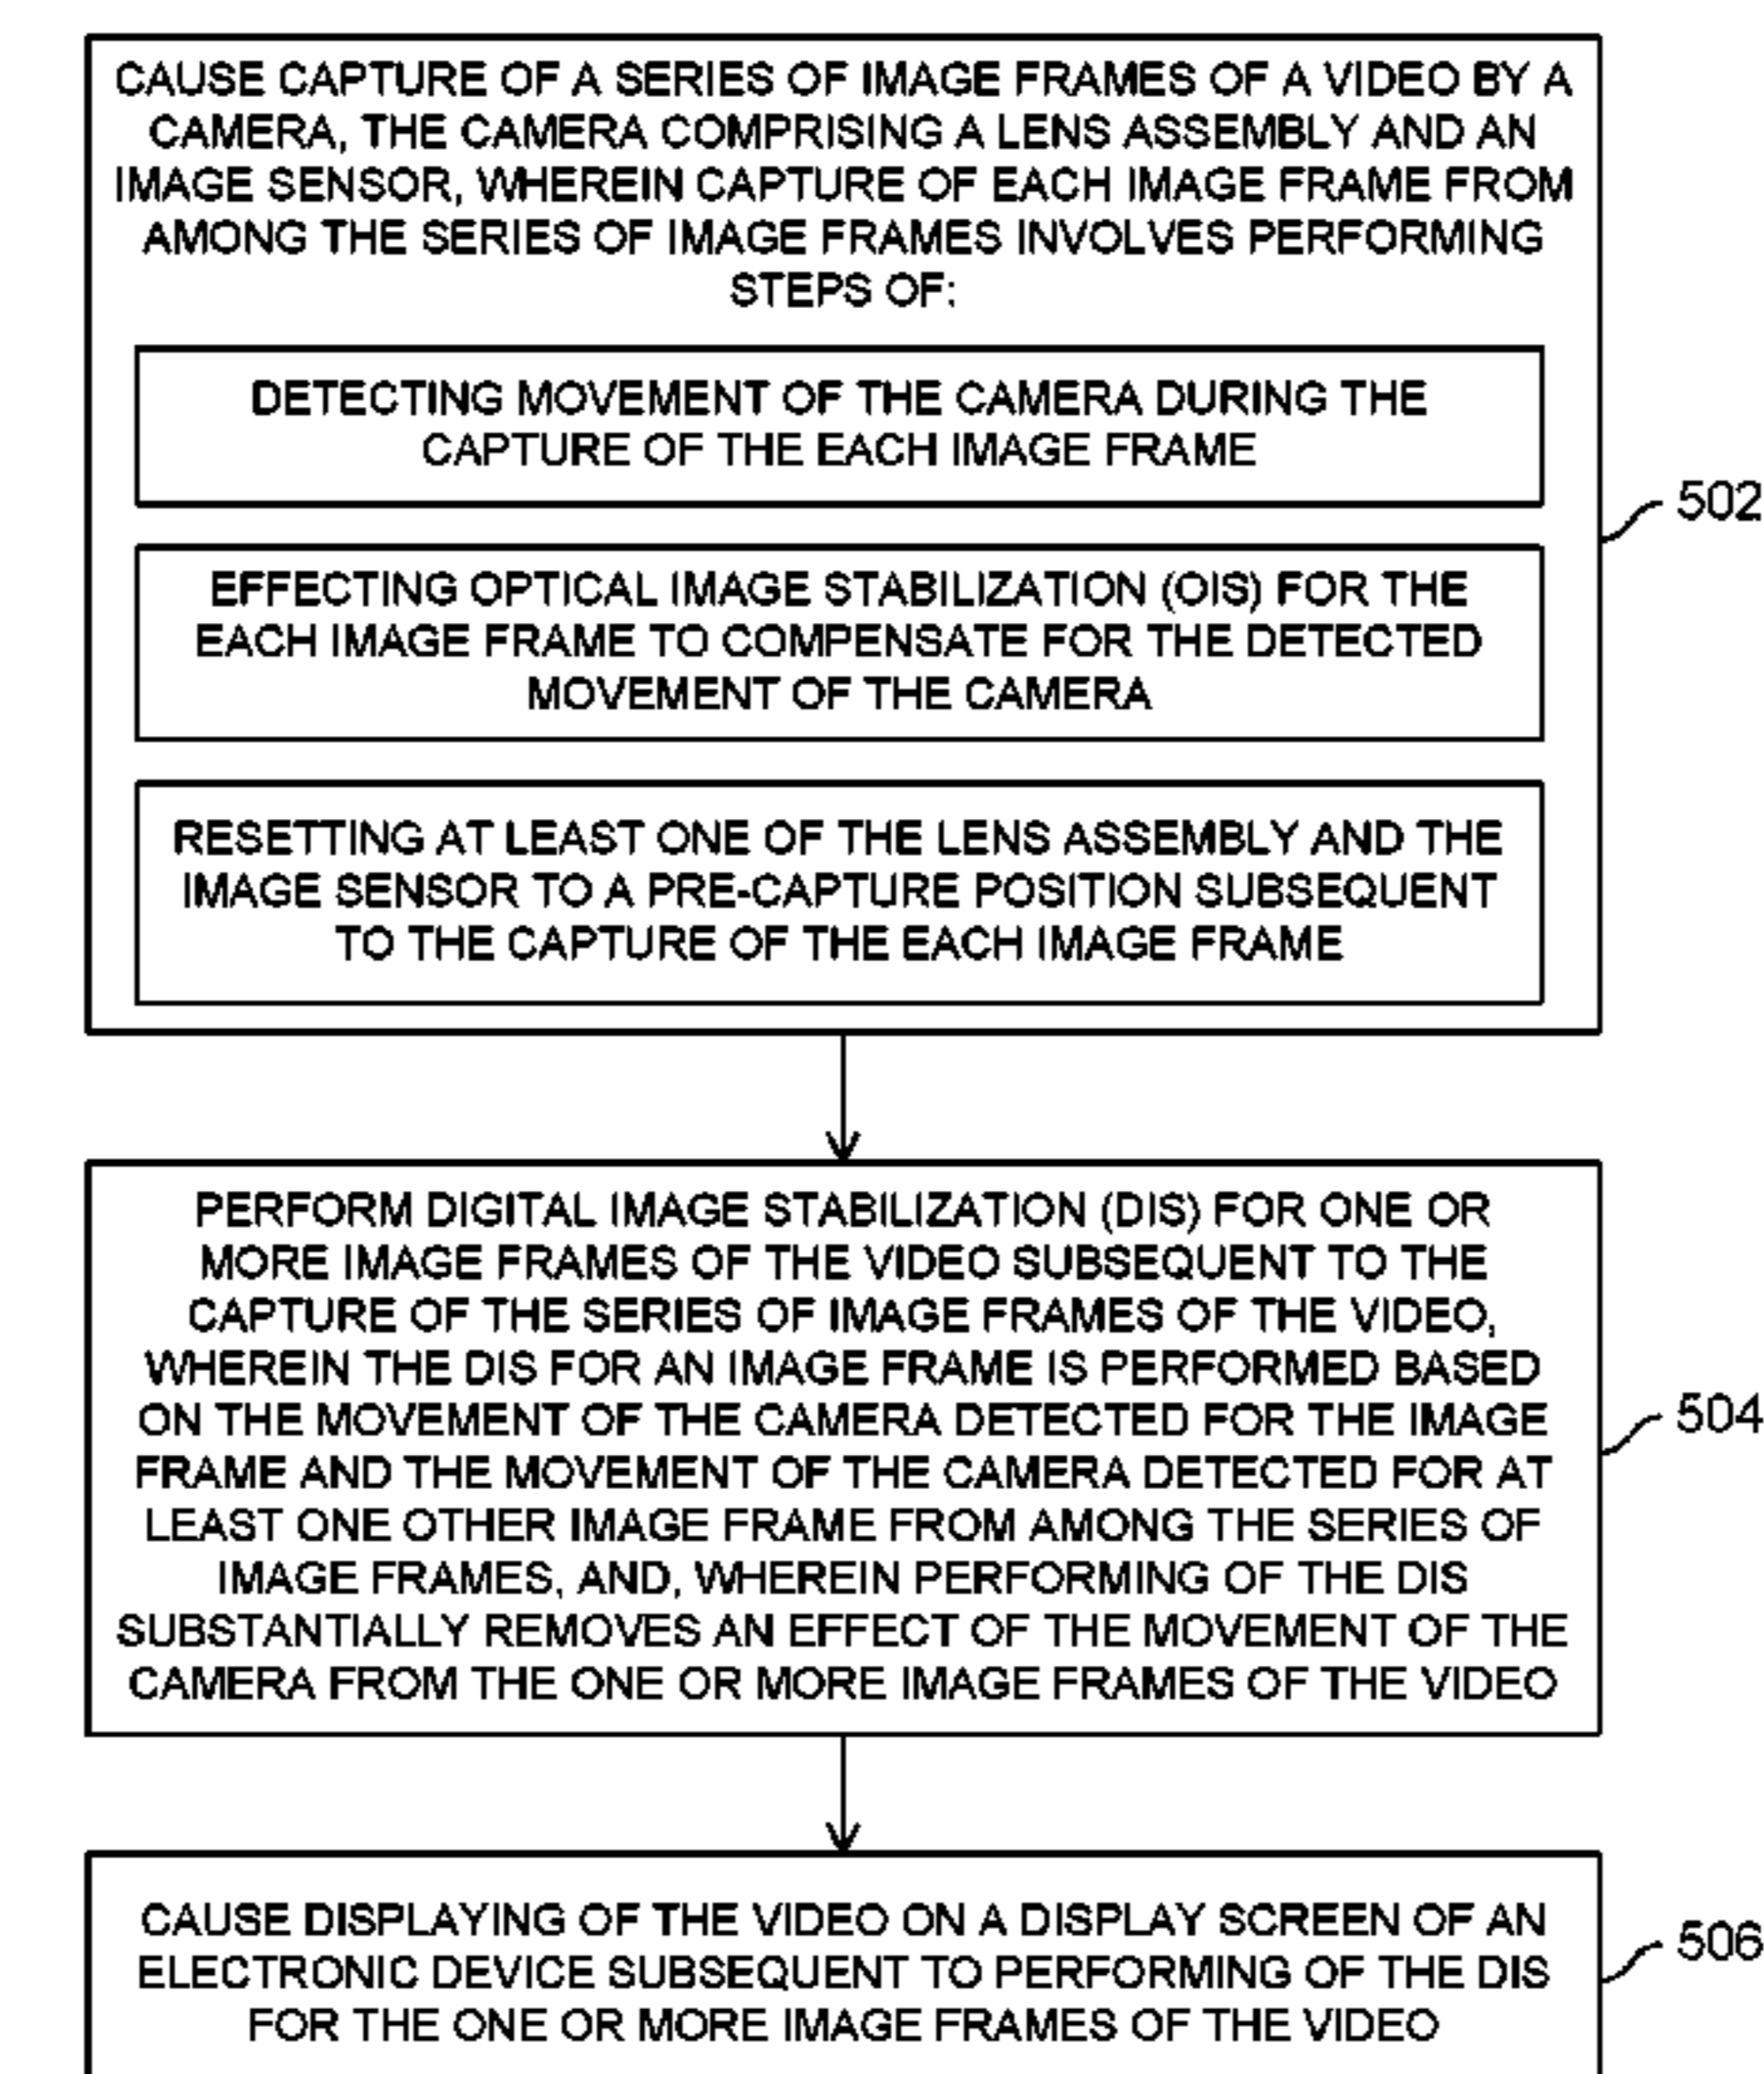 CAUSE CAPTURE OF A SERIES OF IMAGE FRAMES OF A VIDEO BY A
CAMERA, THE CAMERA COMPRISING A LENS ASSEMBLY AND AN
IMAGE SENSOR, WHEREIN CAPTURE OF EACH IMAGE FRAME FROM
AMONG THE SERIES OF IMAGE FRAMES INVOLVES PERFORMING
STEPS OF:
DETECTING MOVEMENT OF THE CAMERA DURING THE
CAPTURE OF THE EACH IMAGE FRAME
502
EFFECTING OPTICAL IMAGE STABILIZATION (OIS) FOR THE
EACH IMAGE FRAME TO COMPENSATE FOR THE DETECTED
MOVEMENT OF THE CAMERA
RESETTING AT LEAST ONE OF THE LENS ASSEMBLY AND THE
IMAGE SENSOR TO A PRE-CAPTURE POSITION SUBSEQUENT
TO THE CAPTURE OF THE EACH IMAGE FRAME
PERFORM DIGITAL IMAGE STABILIZATION (DIS) FOR ONE OR
MORE IMAGE FRAMES OF THE VIDEO SUBSEQUENT TO THE
CAPTURE OF THE SERIES OF IMAGE FRAMES OF THE VIDEO,
WHEREIN THE DIS FOR AN IMAGE FRAME IS PERFORMED BASED
ON THE MOVEMENT OF THE CAMERA DETECTED FOR THE IMAGE
FRAME AND THE MOVEMENT OF THE CAMERA DETECTED FOR AT
LEAST ONE OTHER IMAGE FRAME FROM AMONG THE SERIES OF
IMAGE FRAMES, AND, WHEREIN PERFORMING OF THE DIS
SUBSTANTIALLY REMOVES AN EFFECT OF THE MOVEMENT OF THE
CAMERA FROM THE ONE OR MORE IMAGE FRAMES OF THE VIDEO
504
CAUSE DISPLAYING OF THE VIDEO ON A DISPLAY SCREEN OF AN
ELECTRONIC DEVICE SUBSEQUENT TO PERFORMING OF THE DIS
FOR THE ONE OR MORE IMAGE FRAMES OF THE VIDEO
506